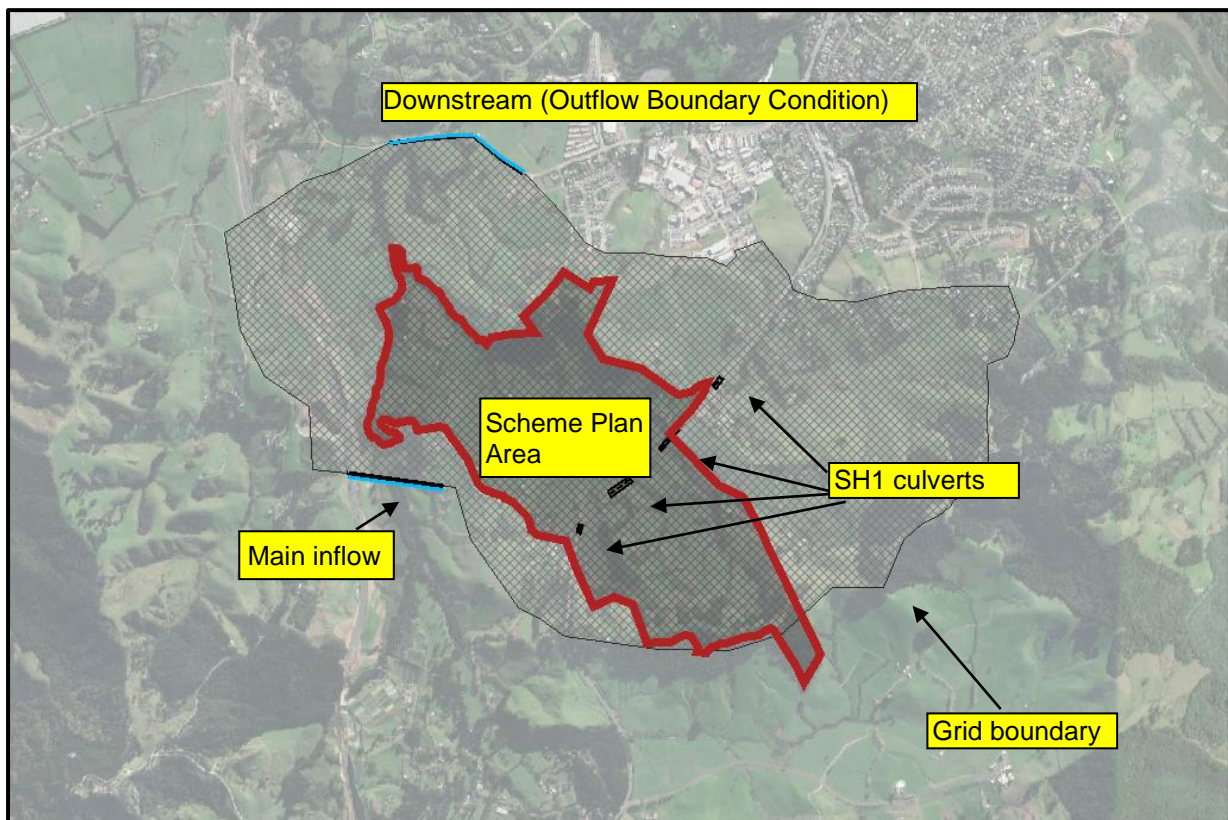 Downstream (Outflow Boundary Condition)
Scheme Plan
Area
SH1 culverts
Main inflow
Grid boundary